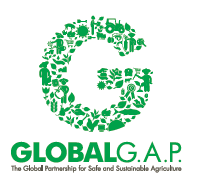 G
GLOBALG.A.P.
The Global Partnership for Safe and Sustainable Agriculture